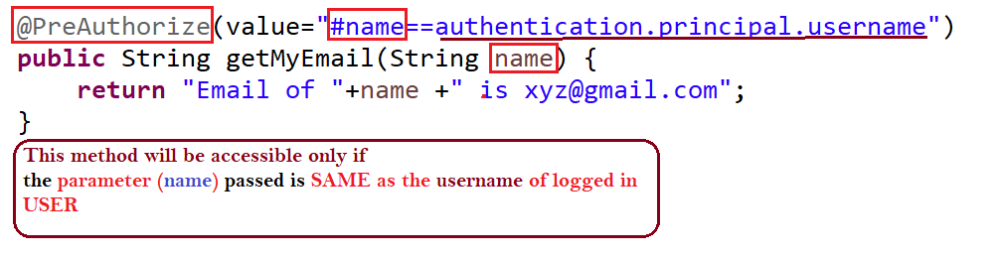 @PreAuthorize(value="#name==authentication.principal.username")
public String getMyEmail(String name) {
    return "Email of "+name +" is xyz@gmail.com";
}
This method will be accessible only if
the parameter (name) passed is SAME as the username of logged in
USER